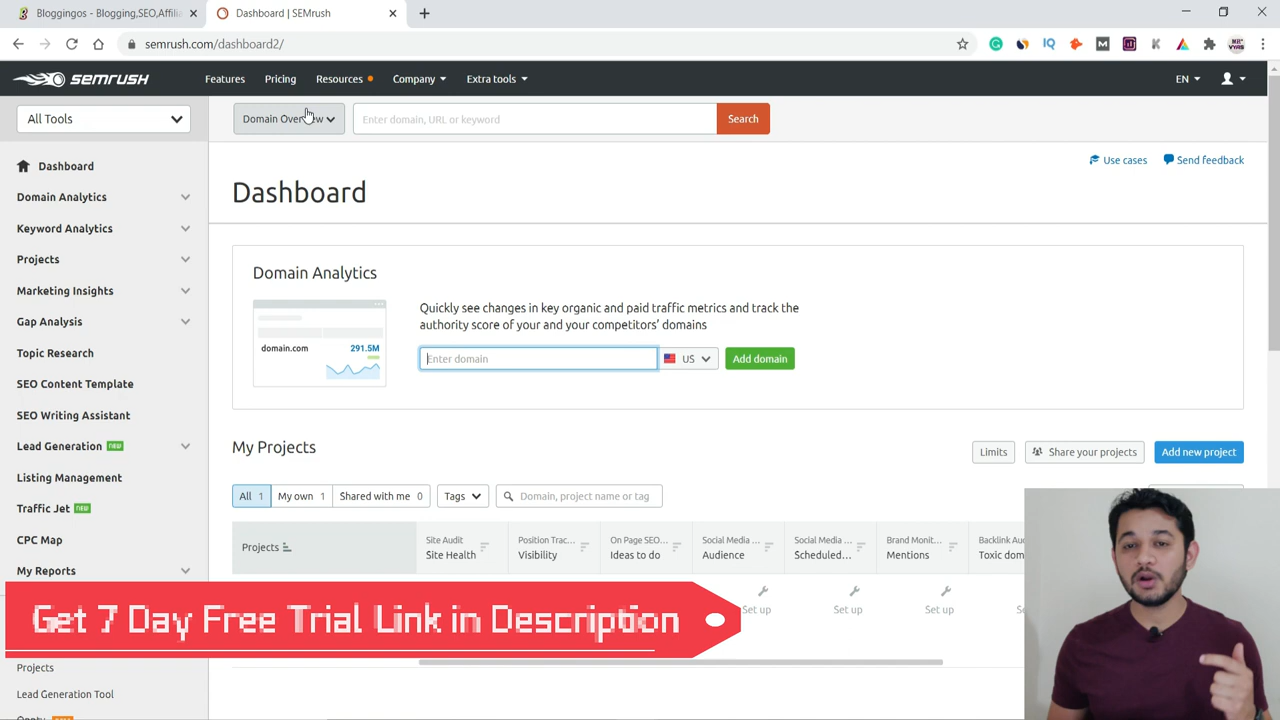 Bloggingos - Blogging,SEO,Affilia
Dashboard | SEMrush
semrush.com/dashboard2/
SEMRUSH
Features
Pricing
Resources
Company
Extra tools
EN
All Tools
Domain Overview
Enter domain, URL or keyword
Search
Use cases
Send feedback
Dashboard
Domain Analytics
Keyword Analytics
Projects
Marketing Insights
Gap Analysis
Topic Research
SEO Content Template
SEO Writing Assistant
Lead Generation NEW
Listing Management
Traffic Jet NEW
CPC Map
My Reports
Projects
Lead Generation Tool
Dashboard
Domain Analytics
domain.com 291.5M
Quickly see changes in key organic and paid traffic metrics and track the
authority score of your and your competitors' domains
Enter domain
US
Add domain
My Projects
Limits
Share your projects
Add new project
All 1
My own 1
Shared with me 0
Tags
Domain, project name or tag
Projects
Site Audit
Site Health
Position Trac...
Visibility
On Page SEO...
Ideas to do
Social Media ...
Audience
Social Media ...
Scheduled...
Brand Monit...
Mentions
Backlink Au
Toxic dom
Set up
Set up
Set up
Get 7 Day Free Trial Link in Description